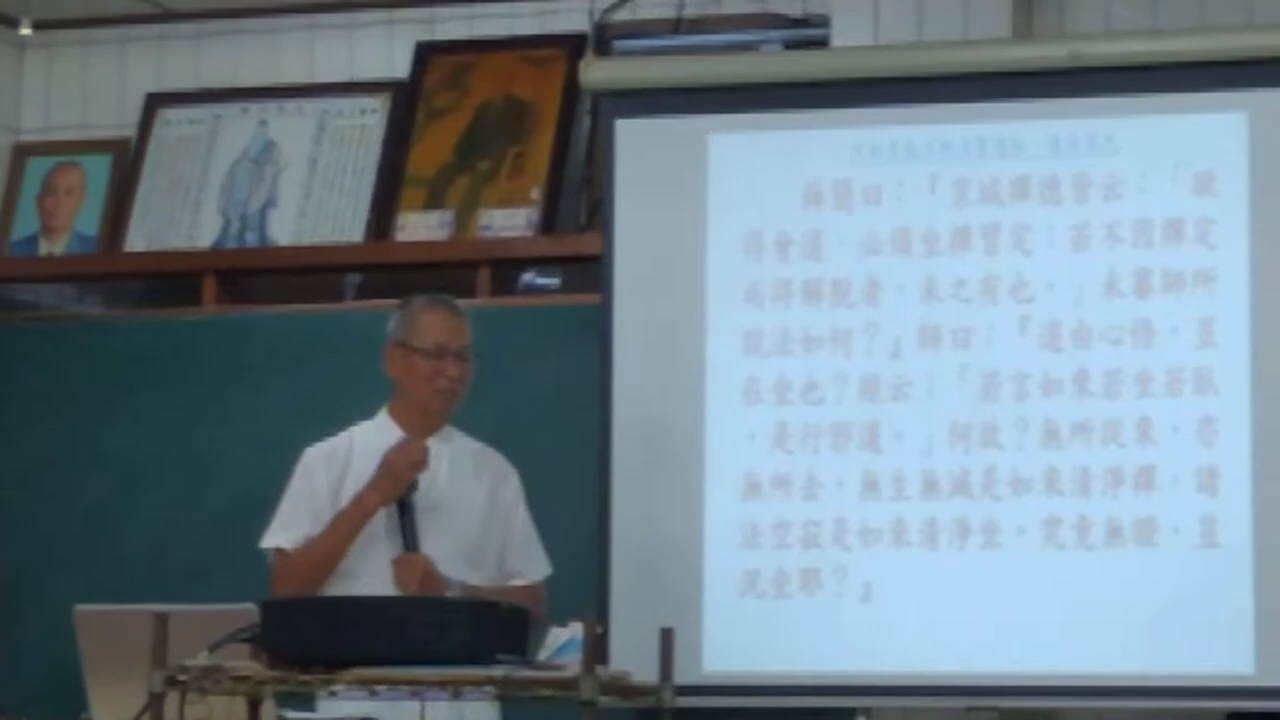 薛簡曰：「京城禪德皆云：『欲
得會道，必須坐禪習定；若不因禪定
而得解脫者，未之有也。』未審師所
說法如何？」師曰：「道由心悟，豈
在坐也？經云：『若言如來若坐若臥
，是行邪道。』何故？無所從來，亦
無所去，無生無滅是如來清淨禪，諸
法空寂是如來清淨坐。究竟無證，豈
況坐耶？」